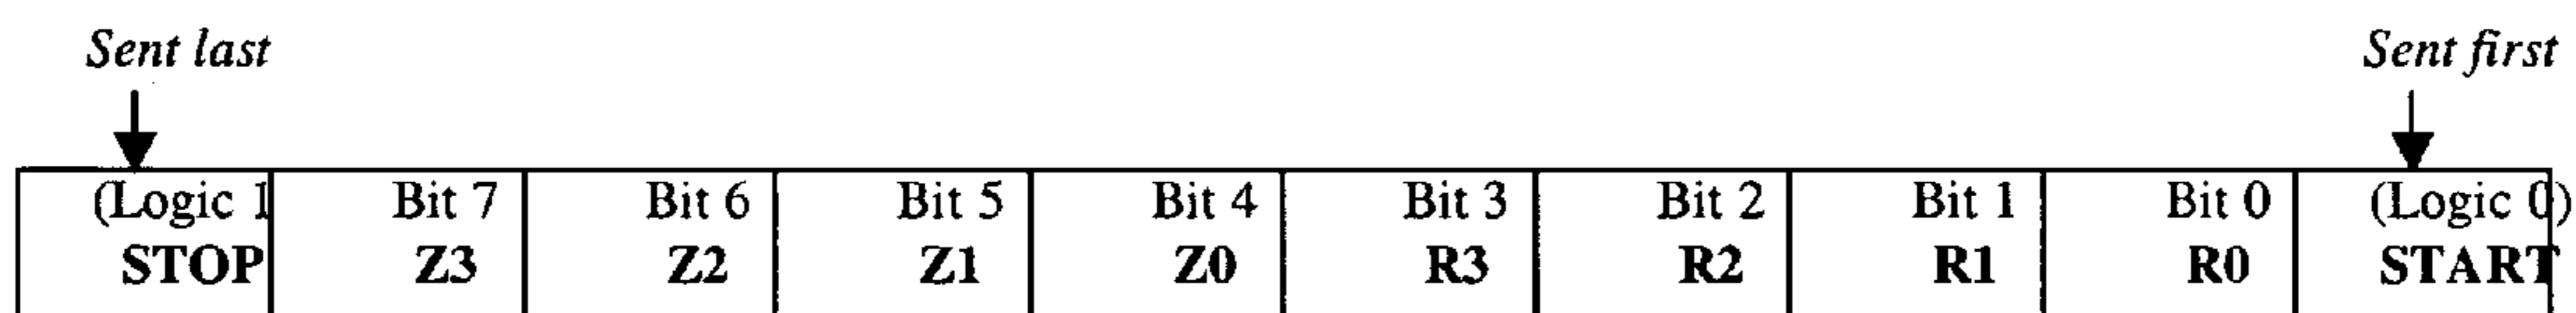 Sent last Sent first
(Logic 1 Bit 7 Bit 6 Bit 5 Bit 4 Bit 3 Bit 2 Bit 1 Bit 0 (Logic 0)
STOP Z3 Z2 Z1 Z0 R3 R2 R1 R0 START